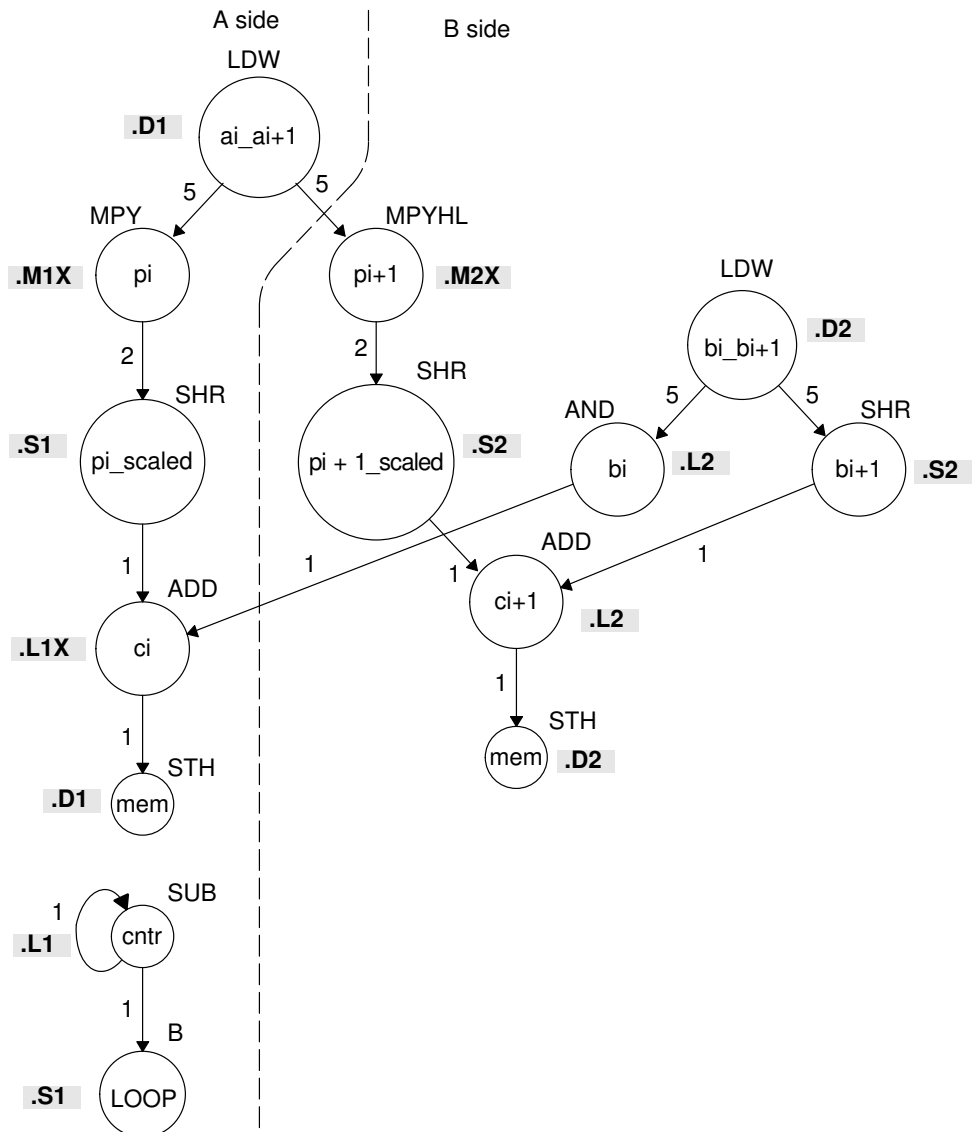 A side
B side
LDW
.D1
ai_ai+1
5
5
MPY
MPYHL
.M1X
pi
pi+1
.M2X
LDW
bi_bi+1
.D2
2
2
SHR
SHR
5
5
AND
SHR
.S1
pi_scaled
pi + 1_scaled
.S2
bi
.L2
bi+1
.S2
1
1
1
1
ADD
ADD
ci+1
.L2
.L1X
ci
1
1
STH
STH
mem
.D2
.D1
mem
SUB
1
.L1
cntr
1
B
.S1
LOOP